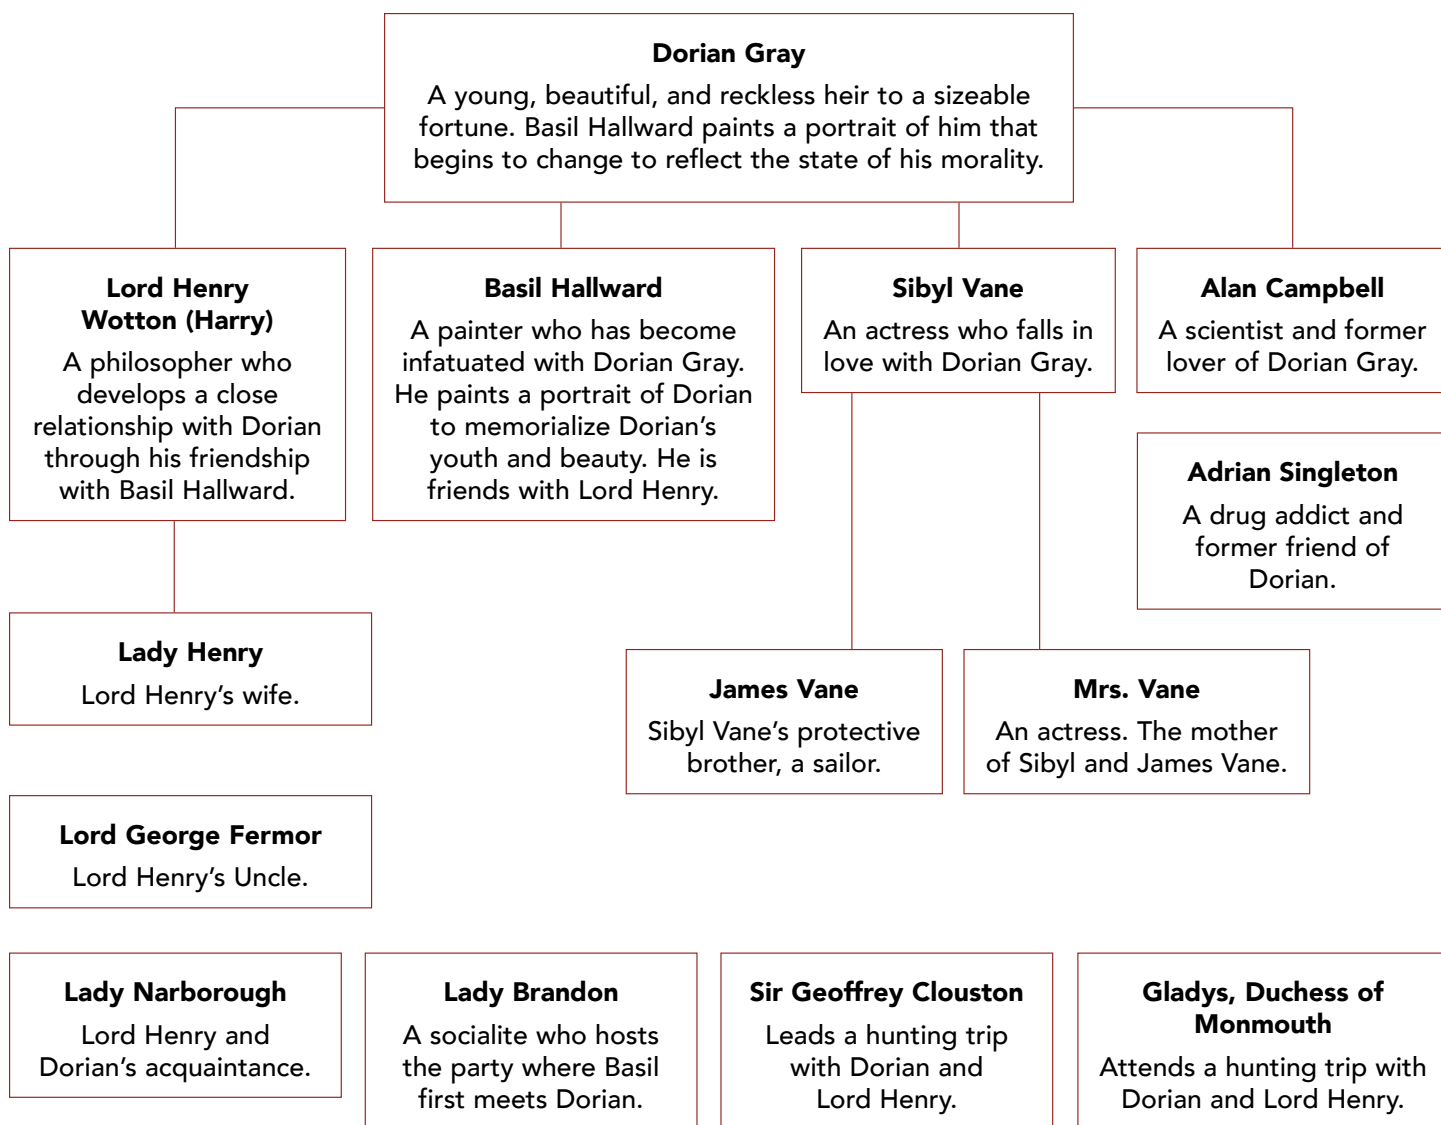 Dorian Gray
A young, beautiful, and reckless heir to a sizeable
fortune. Basil Hallward paints a portrait of him that
begins to change to reflect the state of his morality.
Lord Henry
Wotton (Harry)
A philosopher who
develops a close
relationship with Dorian
through his friendship
with Basil Hallward.
Basil Hallward
A painter who has become
infatuated with Dorian Gray.
He paints a portrait of Dorian
to memorialize Dorian’s
youth and beauty. He is
friends with Lord Henry.
Sibyl Vane
An actress who falls in
love with Dorian Gray.
Alan Campbell
A scientist and former
lover of Dorian Gray.
Adrian Singleton
A drug addict and
former friend of
Dorian.
Lady Henry
Lord Henry’s wife.
James Vane
Sibyl Vane’s protective
brother, a sailor.
Mrs. Vane
An actress. The mother
of Sibyl and James Vane.
Lord George Fermor
Lord Henry’s Uncle.
Lady Narborough
Lord Henry and
Dorian’s acquaintance.
Lady Brandon
A socialite who hosts
the party where Basil
first meets Dorian.
Sir Geoffrey Clouston
Leads a hunting trip
with Dorian and
Lord Henry.
Gladys, Duchess of
Monmouth
Attends a hunting trip with
Dorian and Lord Henry.